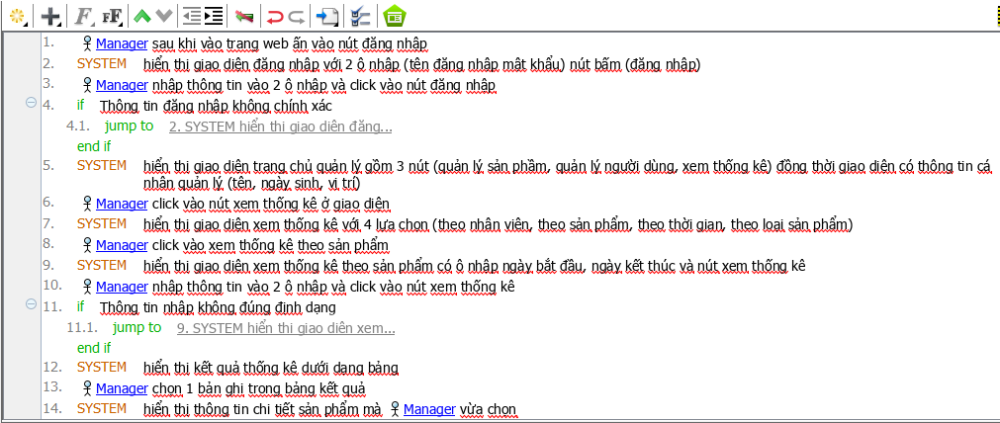 F FF
1. Manager sau khi vào trang web ấn vào nút đăng nhập
2. SYSTEM hiển thị giao diện đăng nhập với 2 ô nhập (tên đăng nhập mật khẩu) nút bấm (đăng nhập)
3. Manager nhập thông tin vào 2 ô nhập và click vào nút đăng nhập
4. if Thông tin đăng nhập không chính xác
4.1. jump to 2. SYSTEM hiển thị giao diện đăng...
end if
5. SYSTEM hiển thị giao diện trang chủ quản lý gồm 3 nút (quản lý sản phầm, quản lý người dùng, xem thống kê) đồng thời giao diện có thông tin cá
nhân quản lý (tên, ngày sinh, vị trí)
6. Manager click vào nút xem thống kê ở giao diện
7. SYSTEM hiển thị giao diện xem thống kê với 4 lựa chọn (theo nhân viên, theo sản phẩm, theo thời gian, theo loại sản phẩm)
8. Manager click vào xem thống kê theo sản phẩm
9. SYSTEM hiển thị giao diện xem thống kê theo sản phẩm có ô nhập ngày bắt đầu, ngày kết thúc và nút xem thống kê
10. Manager nhập thông tin vào 2 ô nhập và click vào nút xem thống kê
11. if Thông tin nhập không đúng định dạng
11.1. jump to 9. SYSTEM hiển thị giao diện xem...
end if
12. SYSTEM hiển thị kết quả thống kê dưới dạng bảng
13. Manager chọn 1 bản ghi trong bảng kết quả
14. SYSTEM hiển thị thông tin chi tiết sản phẩm mà Manager vừa chọn